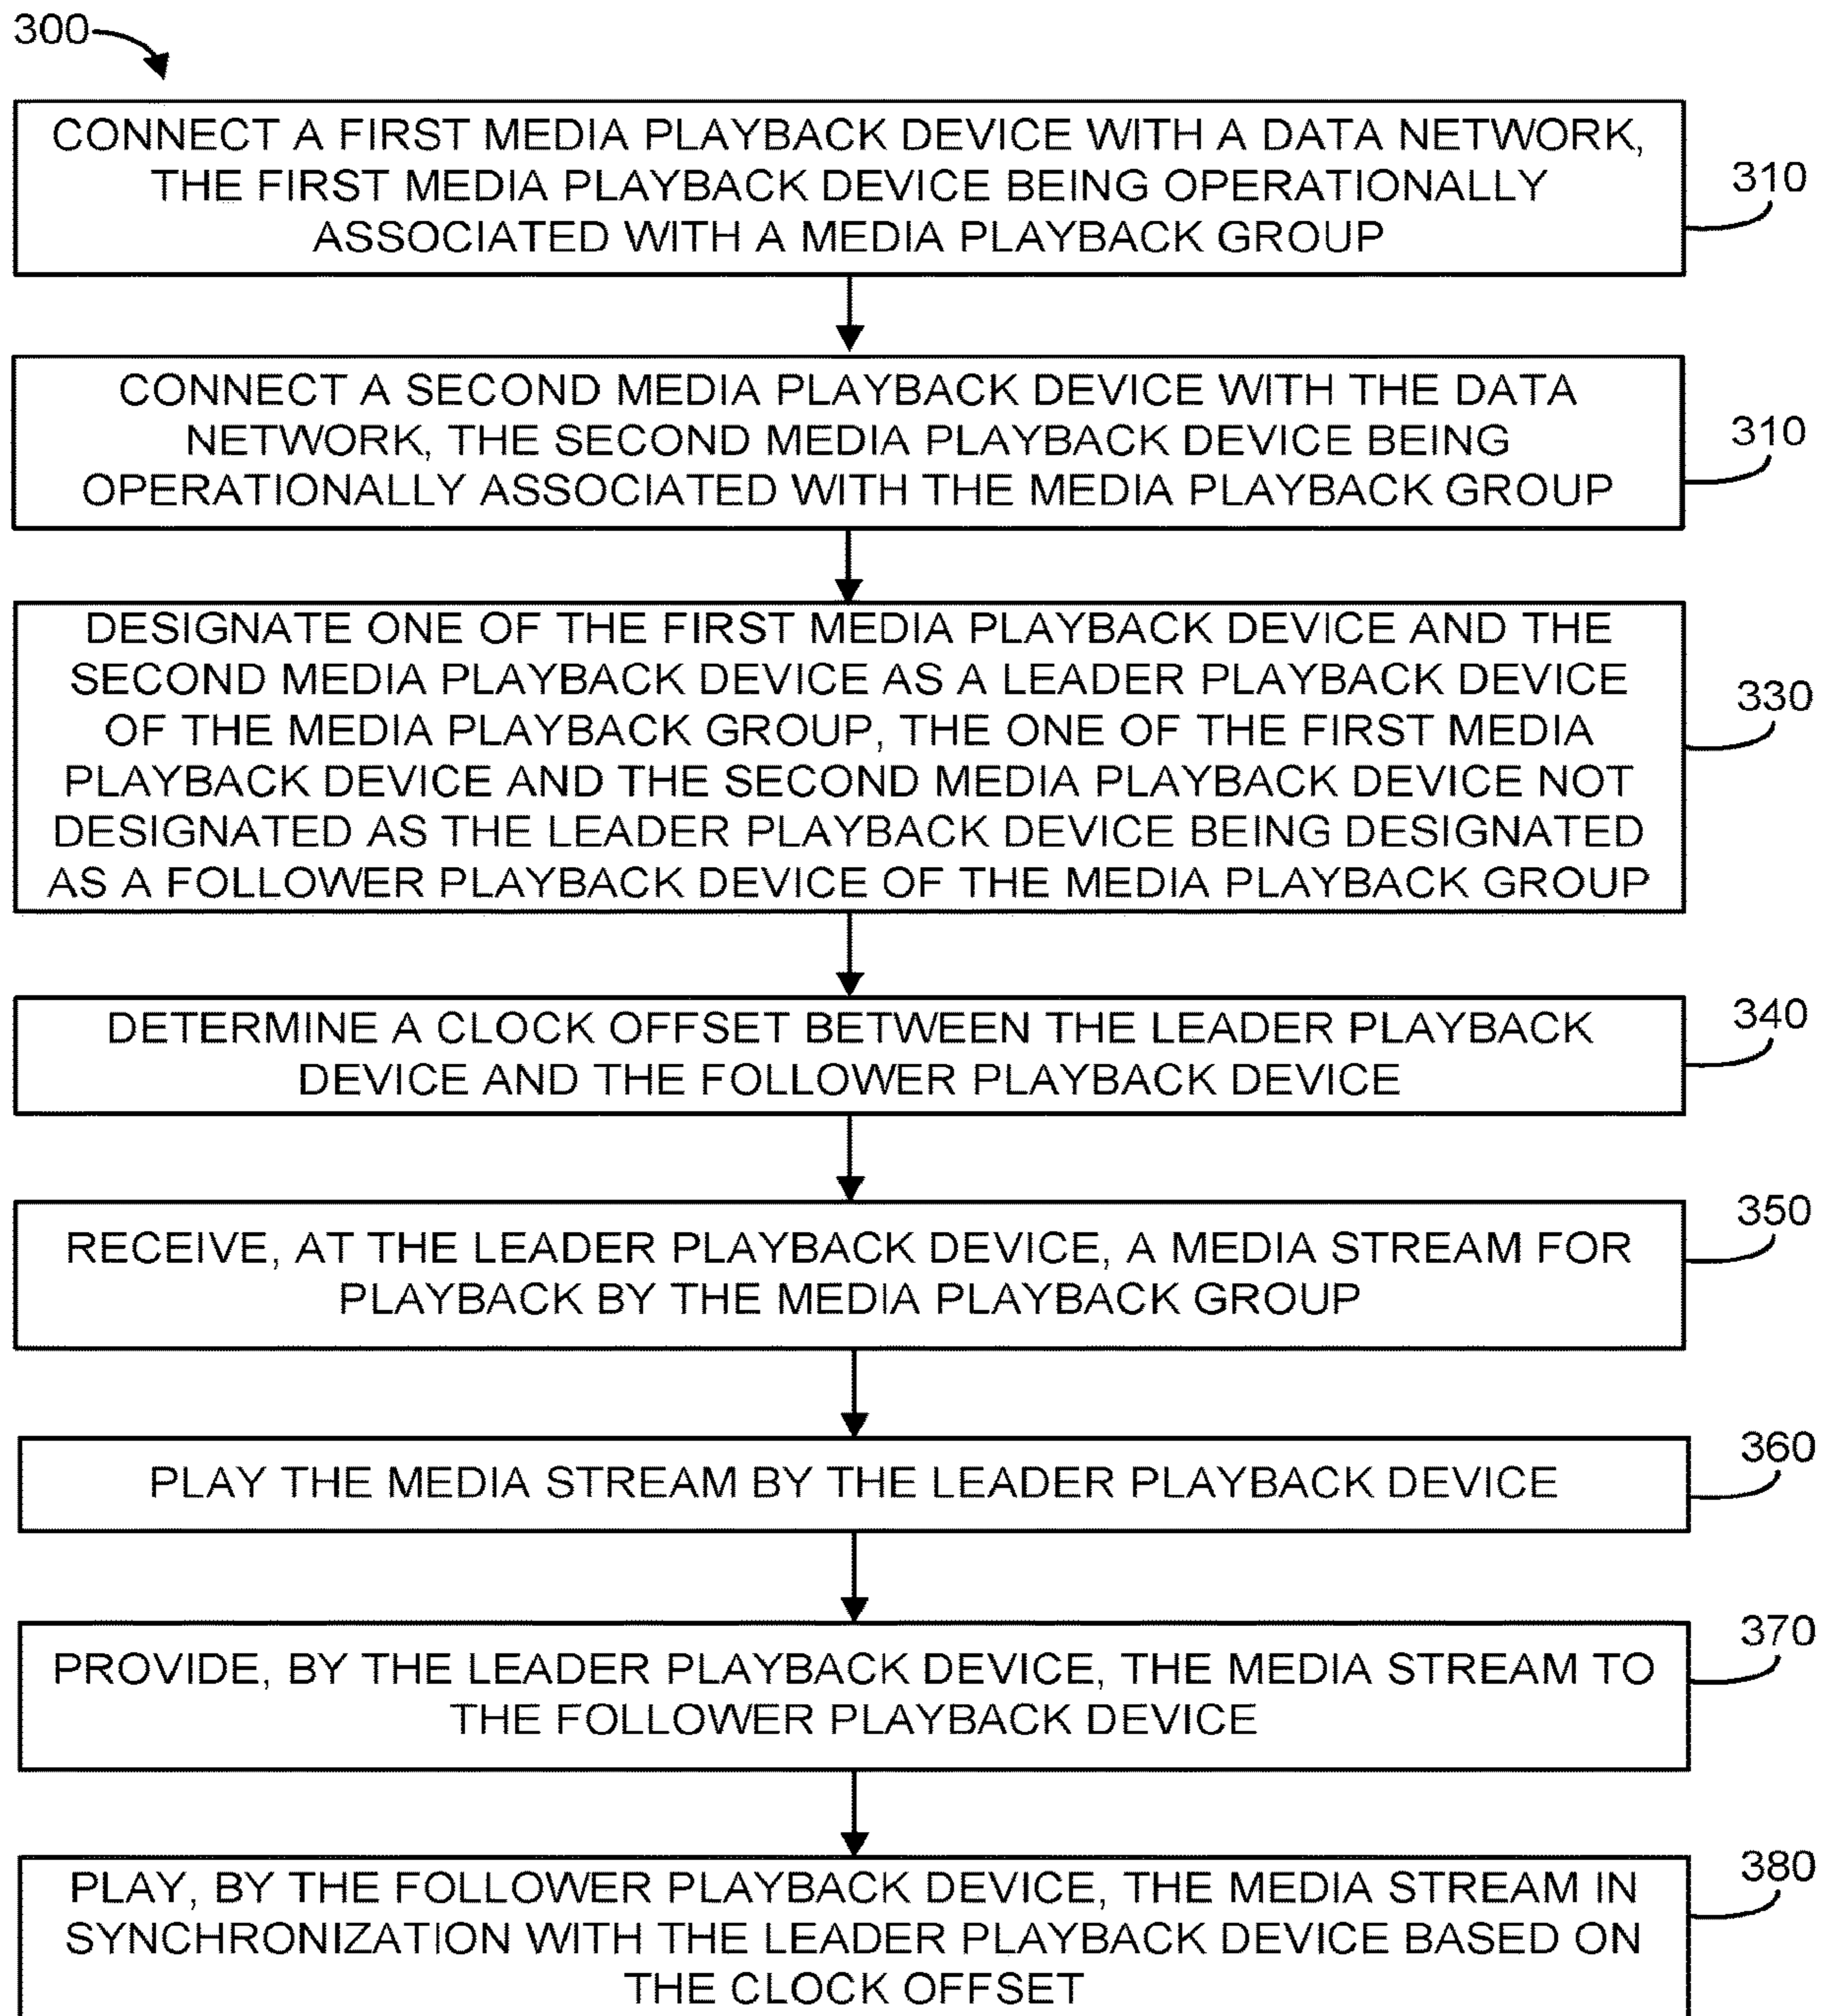 300
CONNECT A FIRST MEDIA PLAYBACK DEVICE WITH A DATA NETWORK,
THE FIRST MEDIA PLAYBACK DEVICE BEING OPERATIONALLY
ASSOCIATED WITH A MEDIA PLAYBACK GROUP
310
CONNECT A SECOND MEDIA PLAYBACK DEVICE WITH THE DATA
NETWORK, THE SECOND MEDIA PLAYBACK DEVICE BEING
OPERATIONALLY ASSOCIATED WITH THE MEDIA PLAYBACK GROUP
310
DESIGNATE ONE OF THE FIRST MEDIA PLAYBACK DEVICE AND THE
SECOND MEDIA PLAYBACK DEVICE AS A LEADER PLAYBACK DEVICE
OF THE MEDIA PLAYBACK GROUP, THE ONE OF THE FIRST MEDIA
PLAYBACK DEVICE AND THE SECOND MEDIA PLAYBACK DEVICE NOT
DESIGNATED AS THE LEADER PLAYBACK DEVICE BEING DESIGNATED
AS A FOLLOWER PLAYBACK DEVICE OF THE MEDIA PLAYBACK GROUP
330
DETERMINE A CLOCK OFFSET BETWEEN THE LEADER PLAYBACK
DEVICE AND THE FOLLOWER PLAYBACK DEVICE
340
RECEIVE, AT THE LEADER PLAYBACK DEVICE, A MEDIA STREAM FOR
PLAYBACK BY THE MEDIA PLAYBACK GROUP
350
PLAY THE MEDIA STREAM BY THE LEADER PLAYBACK DEVICE
360
PROVIDE, BY THE LEADER PLAYBACK DEVICE, THE MEDIA STREAM TO
THE FOLLOWER PLAYBACK DEVICE
370
PLAY, BY THE FOLLOWER PLAYBACK DEVICE, THE MEDIA STREAM IN
SYNCHRONIZATION WITH THE LEADER PLAYBACK DEVICE BASED ON
THE CLOCK OFFSET
380